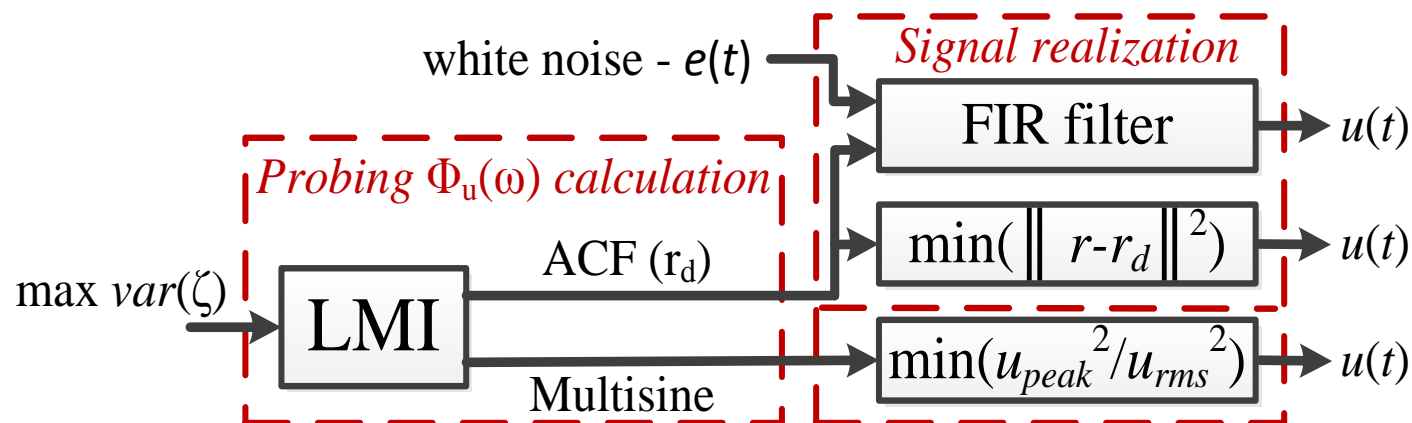 Signal realization
white noise - e(t)
FIR filter
u(t)
Probing Φu(ω) calculation
ACF (rd)
min(‖ r-rd‖²)
u(t)
max var(ζ)
LMI
min(upeak²/urms²)
u(t)
Multisine